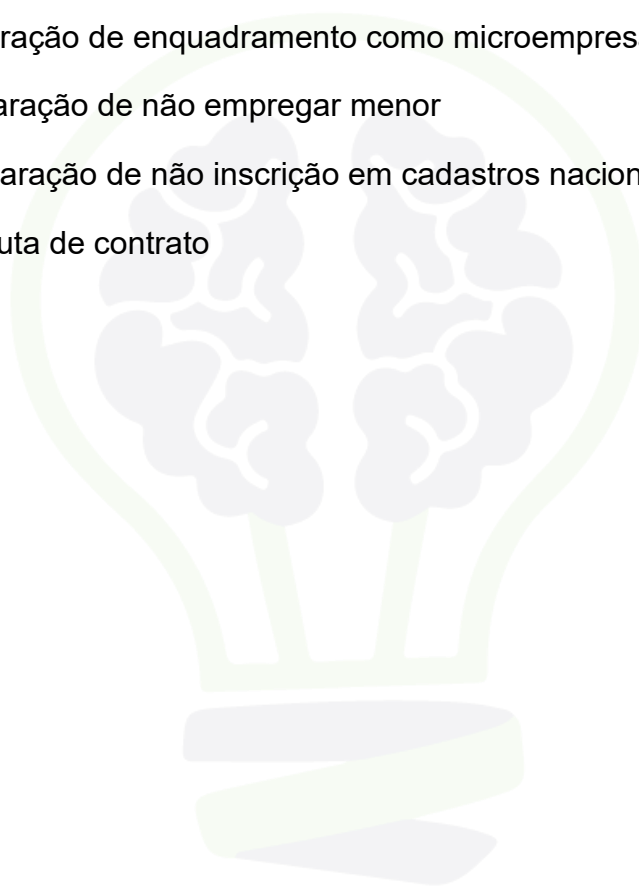 ração de enquadramento como microempres
aração de não empregar menor
aração de não inscrição em cadastros nacion
uta de contrato